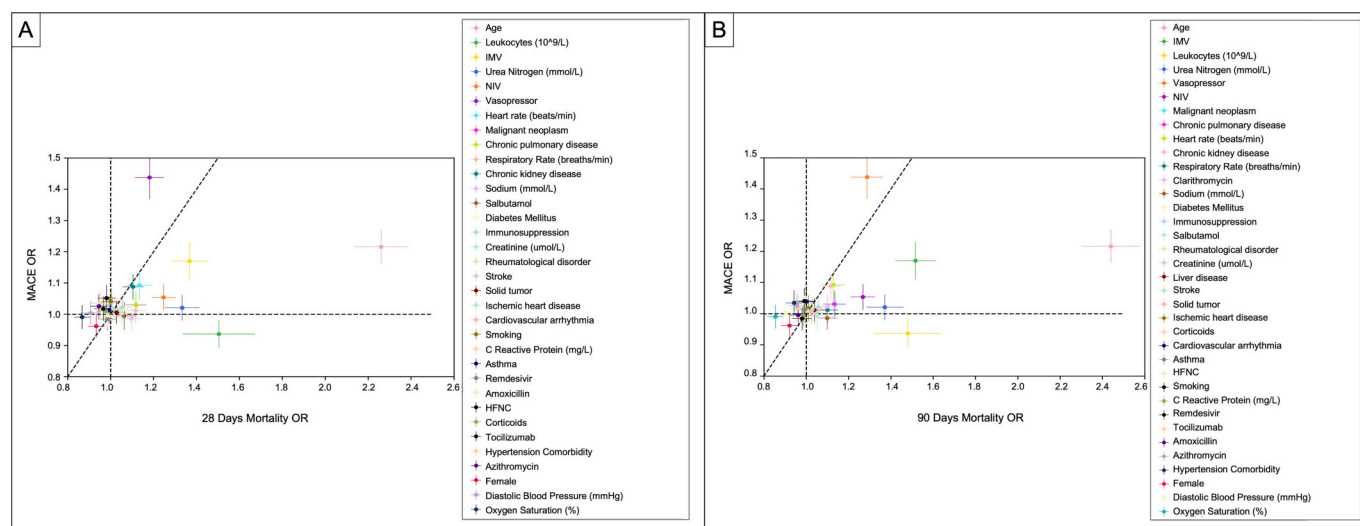 A
1.5
1.4
1.3
1.2
1.1
1.0
0.9
0.8
MACE OR
0.8
1.0
1.2
1.4
1.6
1.8
2.0
2.2
2.4
2.6
28 Days Mortality OR
Age
Leukocytes (10^9/L)
IMV
Urea Nitrogen (mmol/L)
NIV
Vasopressor
Heart rate (beats/min)
Malignant neoplasm
Chronic pulmonary disease
Respiratory Rate (breaths/min)
Chronic kidney disease
Sodium (mmol/L)
Salbutamol
Diabetes Mellitus
Immunosuppression
Creatinine (umol/L)
Rheumatological disorder
Stroke
Solid tumor
Ischemic heart disease
Cardiovascular arrhythmia
Smoking
C Reactive Protein (mg/L)
Asthma
Remdesivir
Amoxicillin
HFNC
Corticoids
Tocilizumab
Hypertension Comorbidity
Azithromycin
Female
Diastolic Blood Pressure (mmHg)
Oxygen Saturation (%)
B
1.5
1.4
1.3
1.2
1.1
1.0
0.9
0.8
MACE OR
0.8
1.0
1.2
1.4
1.6
1.8
2.0
2.2
2.4
2.6
90 Days Mortality OR
Age
IMV
Leukocytes (10^9/L)
Urea Nitrogen (mmol/L)
Vasopressor
NIV
Malignant neoplasm
Chronic pulmonary disease
Heart rate (beats/min)
Chronic kidney disease
Respiratory Rate (breaths/min)
Clarithromycin
Sodium (mmol/L)
Diabetes Mellitus
Immunosuppression
Salbutamol
Rheumatological disorder
Creatinine (umol/L)
Liver disease
Stroke
Solid tumor
Ischemic heart disease
Corticoids
Cardiovascular arrhythmia
Asthma
HFNC
Smoking
C Reactive Protein (mg/L)
Remdesivir
Tocilizumab
Amoxicillin
Azithromycin
Hypertension Comorbidity
Female
Diastolic Blood Pressure (mmHg)
Oxygen Saturation (%)